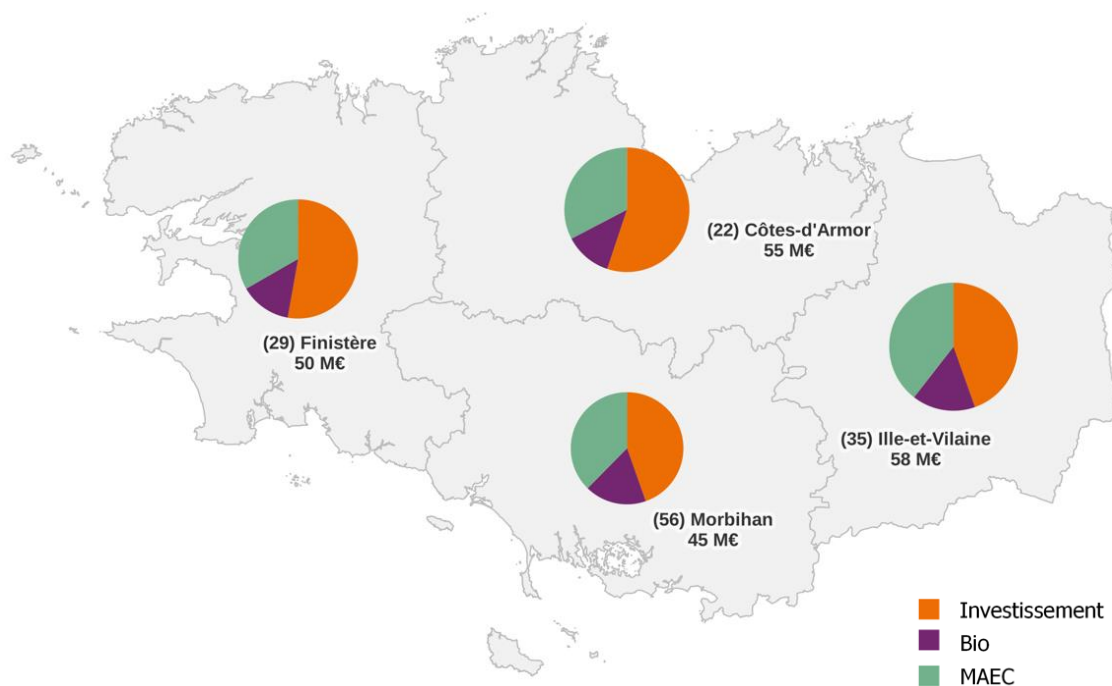 (22) Côtes-d'Armor
55 M€
(29) Finistère
50 M€
(35) Ille-et-Vilaine
58 M€
(56) Morbihan
45 M€
Investissement
Bio
MAEC